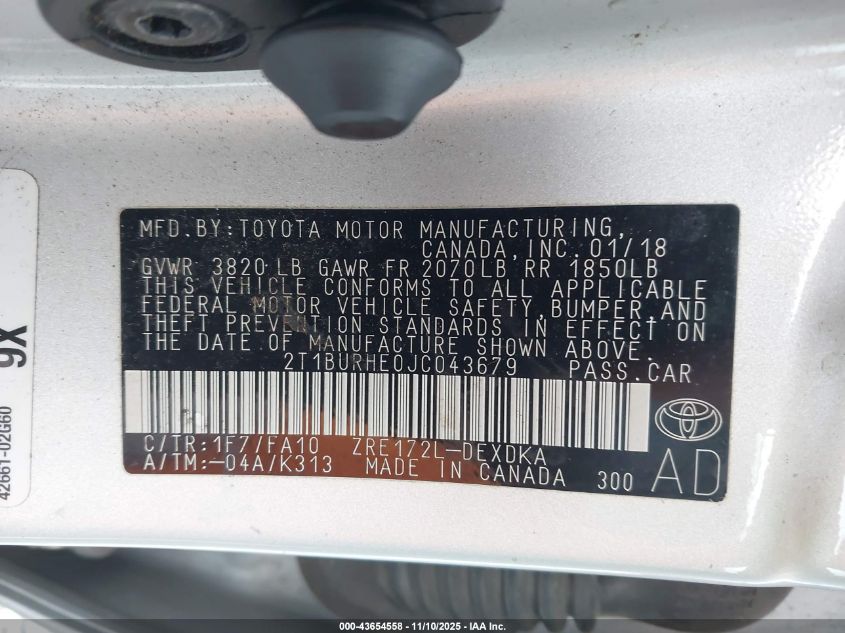 MFD. BY: TOYOTA MOTOR MANUFACTURING,
CANADA, INC. 01/18
GVWR 3820 LB GAWR FR 2070LB RR 1850LB
THIS VEHICLE CONFORMS TO ALL APPLICABLE
FEDERAL MOTOR VEHICLE SAFETY, BUMPER, AND
THEFT PREVENTION STANDARDS IN EFFECT ON
THE DATE OF MANUFACTURE SHOWN ABOVE.
2T1BURHE0JC043679 PASS. CAR
C/TR: 1F7/FA10 ZRE172L-DEXDKA
A/TM: -04A/K313 MADE IN CANADA 300
AD
9X
42661-02G60
000-43654558 - 11/10/2025 - IAA Inc.